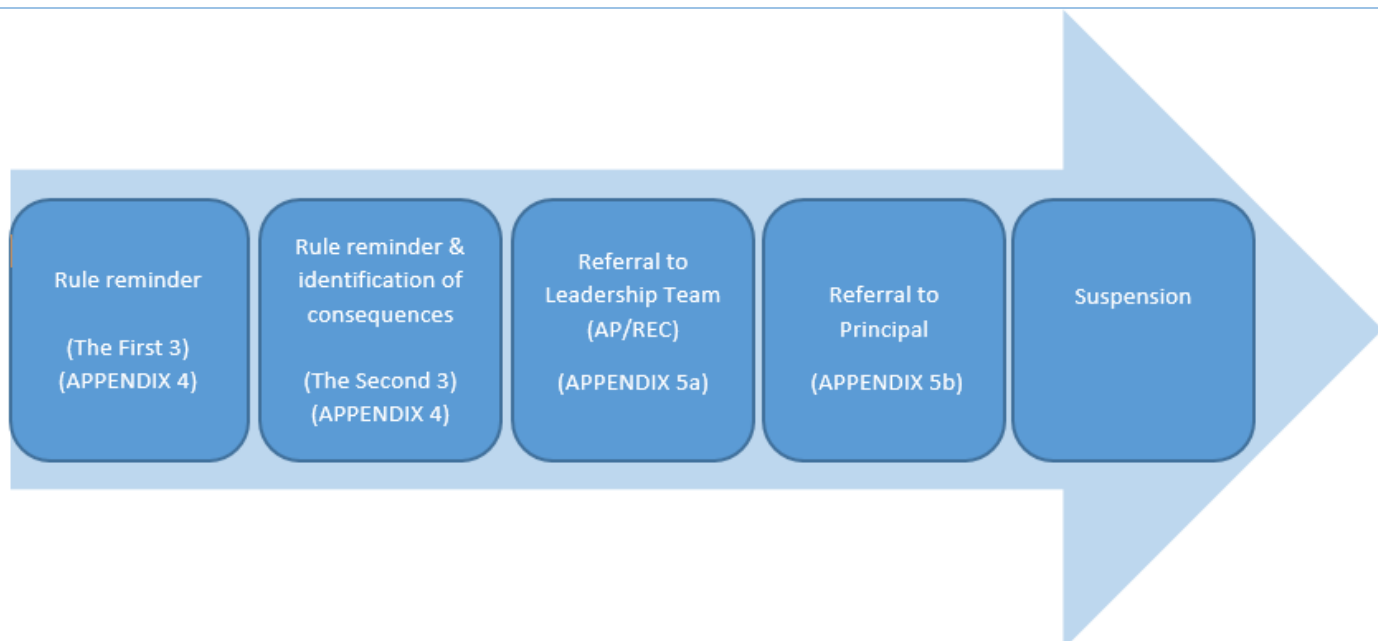 Rule reminder
(The First 3)
(APPENDIX 4)
Rule reminder &
identification of
consequences
(The Second 3)
(APPENDIX 4)
Referral to
Leadership Team
(AP/REC)
(APPENDIX 5a)
Referral to
Principal
(APPENDIX 5b)
Suspension